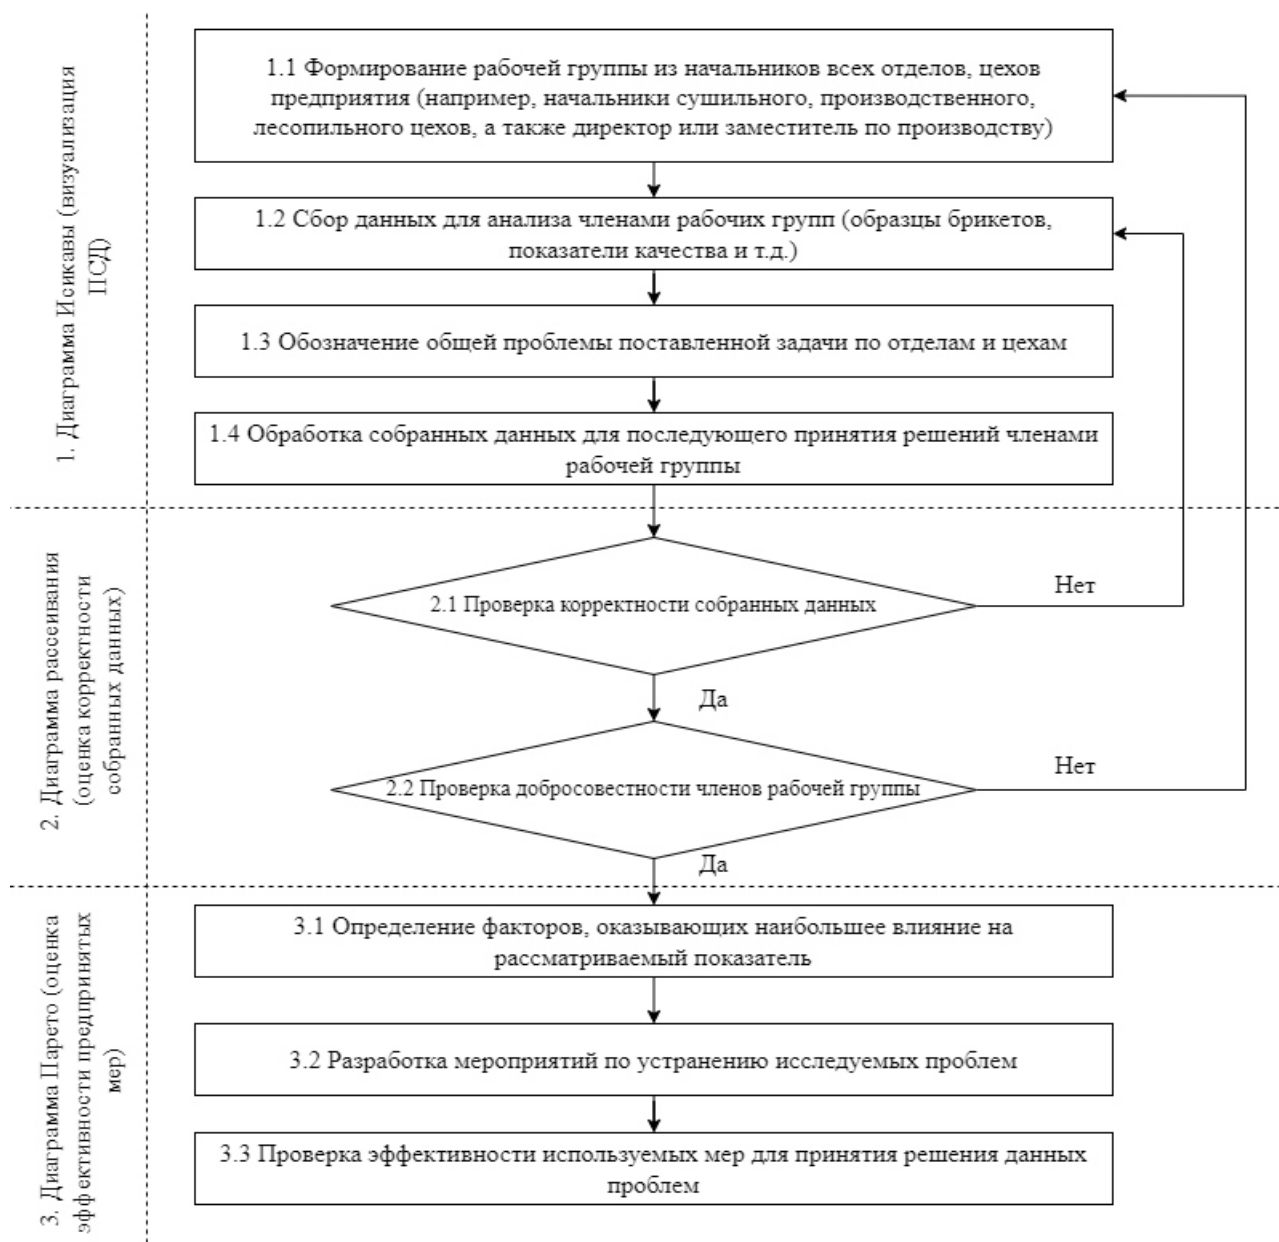 1. Диаграмма Исикавы (визуализация
ПСД)
1.1 Формирование рабочей группы из начальников всех отделов, цехов
предприятия (например, начальники сушильного, производственного,
лесопильного цехов, а также директор или заместитель по производству)
1.2 Сбор данных для анализа членами рабочих групп (образцы брикетов,
показатели качества и т.д.)
1.3 Обозначение общей проблемы поставленной задачи по отделам и цехам
1.4 Обработка собранных данных для последующего принятия решений членами
рабочей группы
2. Диаграмма рассеивания
(оценка корректности
собранных данных)
2.1 Проверка корректности собранных данных
Нет
Да
2.2 Проверка добросовестности членов рабочей группы
Нет
Да
3. Диаграмма Парето (оценка
эффективности предпринятых
мер)
3.1 Определение факторов, оказывающих наибольшее влияние на
рассматриваемый показатель
3.2 Разработка мероприятий по устранению исследуемых проблем
3.3 Проверка эффективности используемых мер для принятия решения данных
проблем